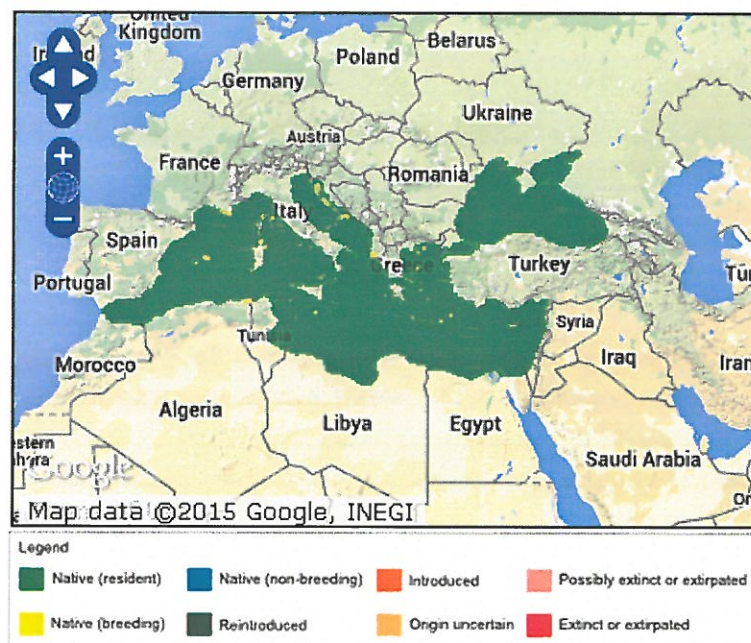 United
Kingdom
Ireland
Belarus
Poland
Germany
Ukraine
Austria
France
Romania
Italy
Spain
Greece
Turkey
Portugal
Tunisia
Syria
Morocco
Iraq
Iran
Algeria
Libya
Egypt
Saudi Arabia
estern
ahara
Google
Map data ©2015 Google, INEGI
Legend
Native (resident)
Native (non-breeding)
Introduced
Possibly extinct or extirpated
Native (breeding)
Reintroduced
Origin uncertain
Extinct or extirpated